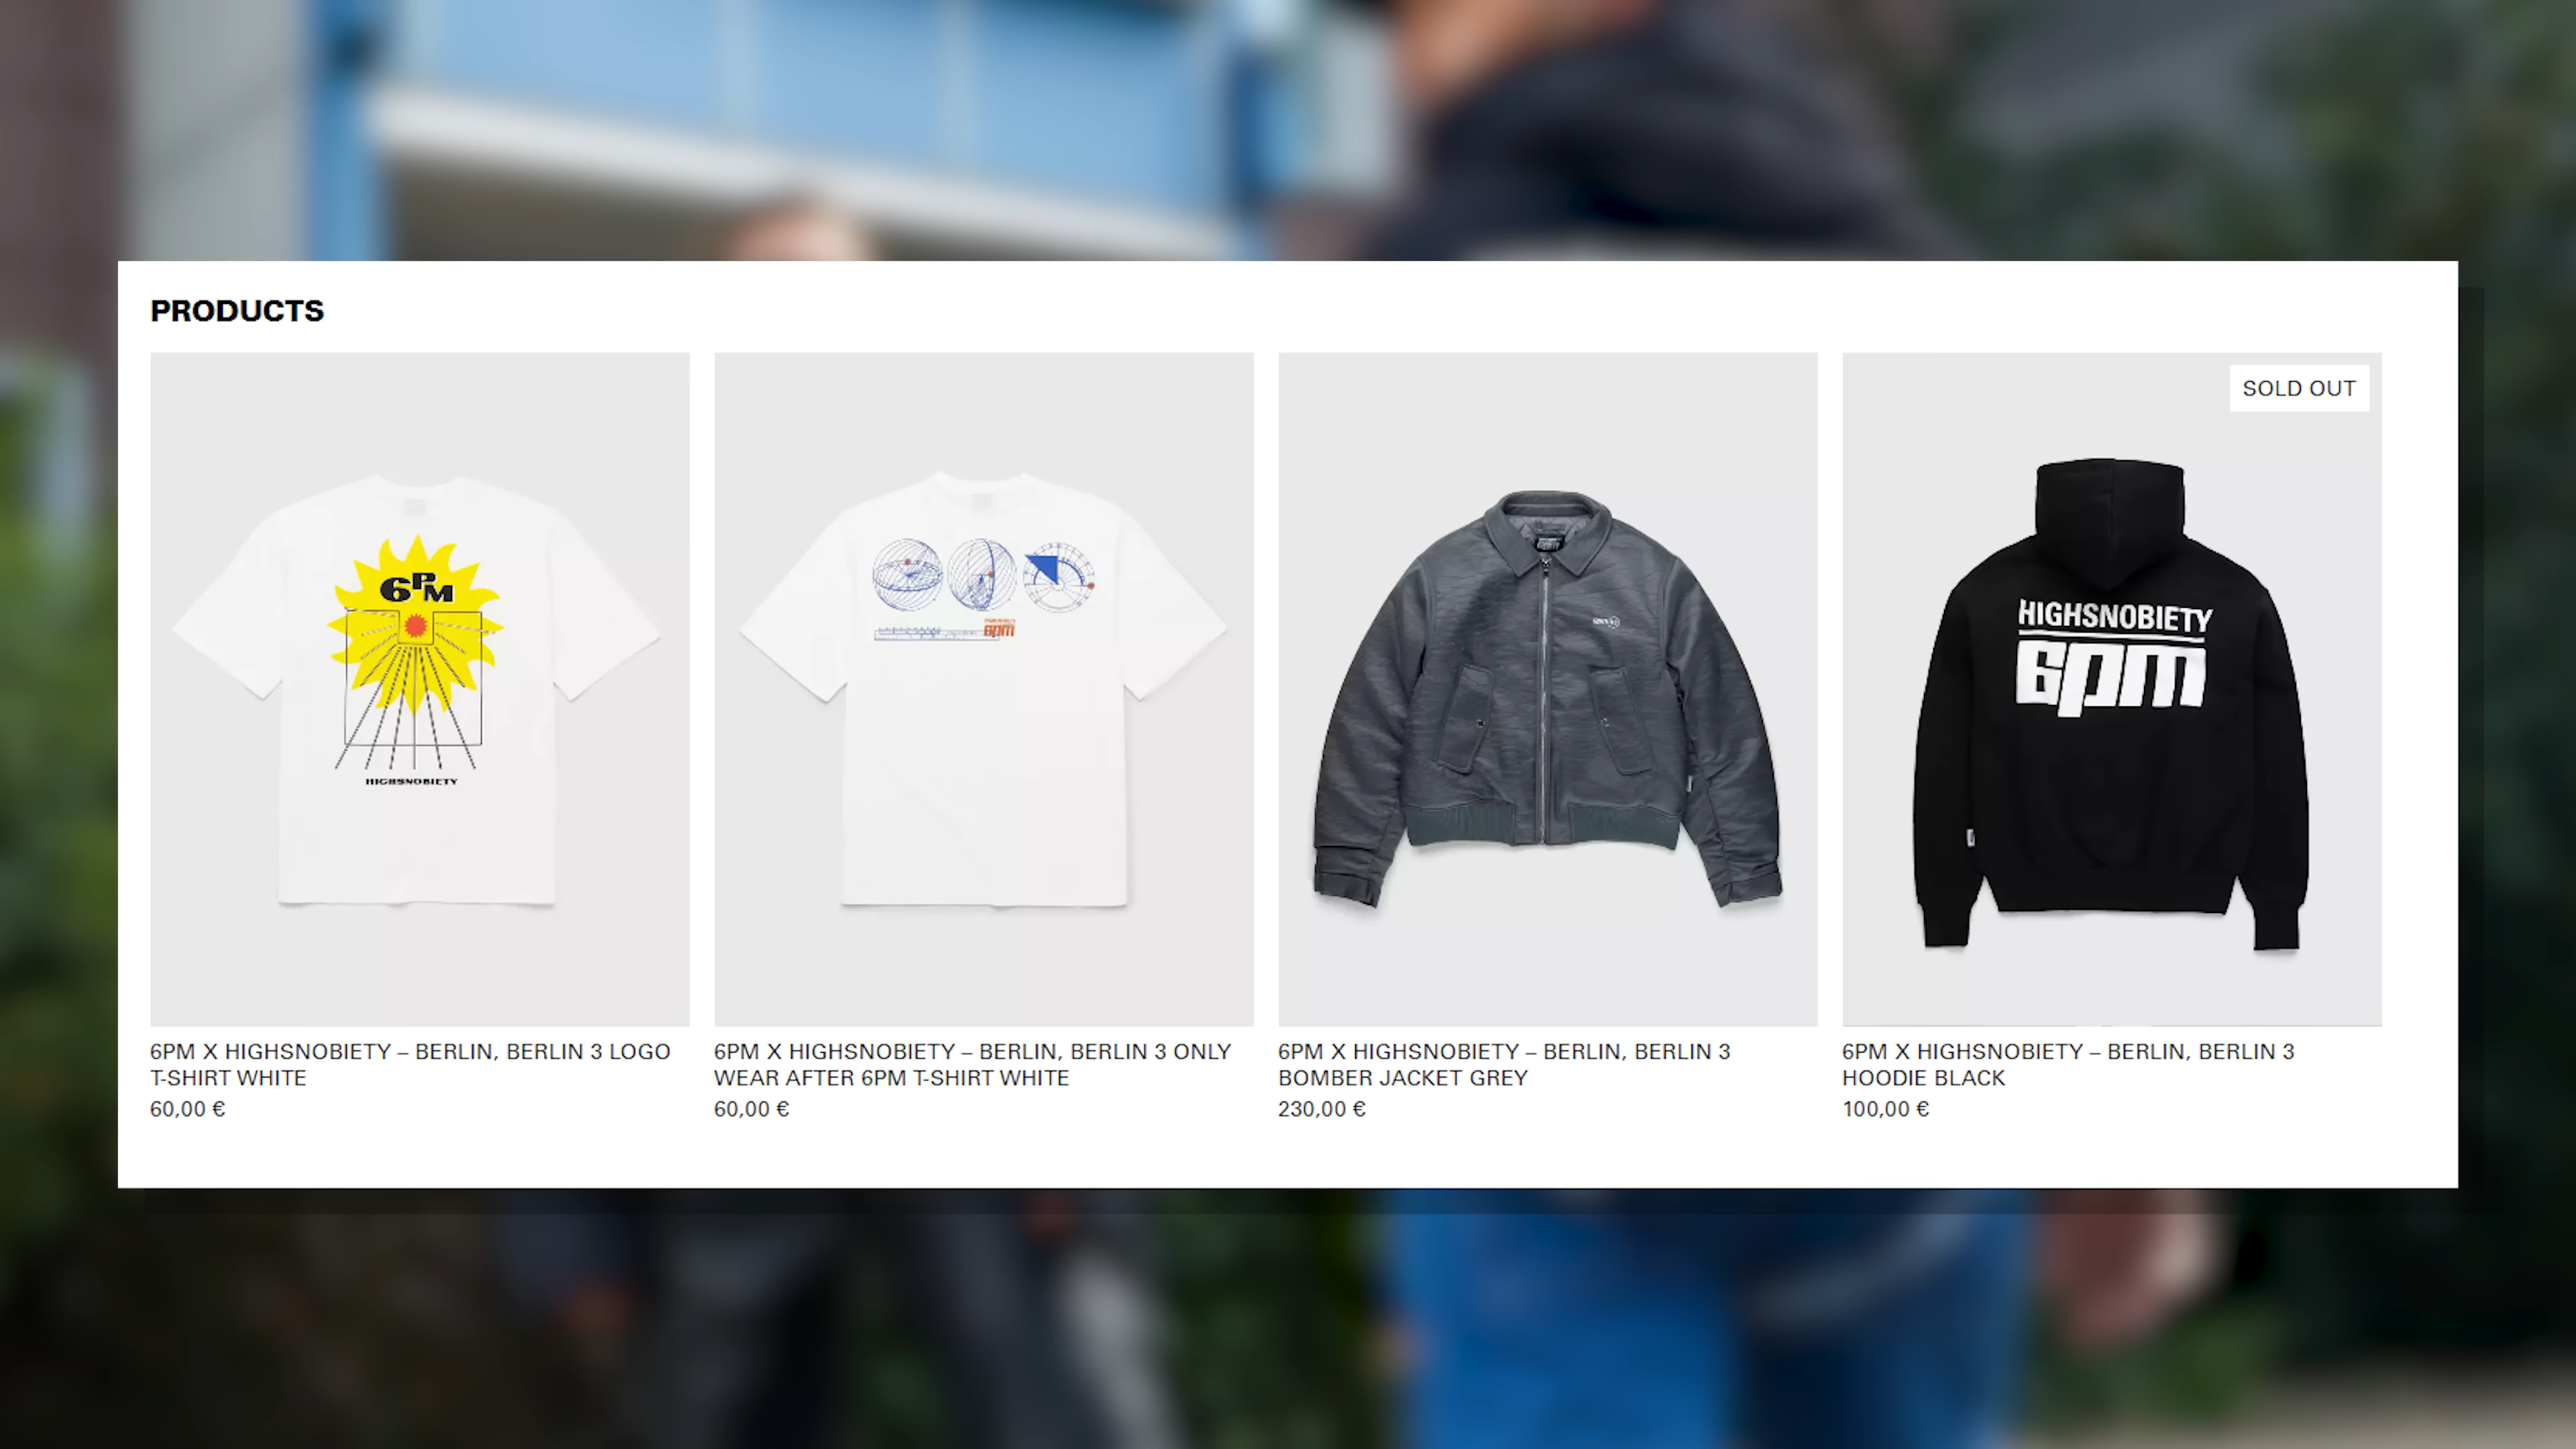 PRODUCTS
6PM
HIGHSNOBIETY
6pm
SOLD OUT
HIGHSNOBIETY
6pm
6PM X HIGHSNOBIETY – BERLIN, BERLIN 3 LOGO
T-SHIRT WHITE
60,00 €
6PM X HIGHSNOBIETY – BERLIN, BERLIN 3 ONLY
WEAR AFTER 6PM T-SHIRT WHITE
60,00 €
6PM X HIGHSNOBIETY – BERLIN, BERLIN 3
BOMBER JACKET GREY
230,00 €
6PM X HIGHSNOBIETY – BERLIN, BERLIN 3
HOODIE BLACK
100,00 €